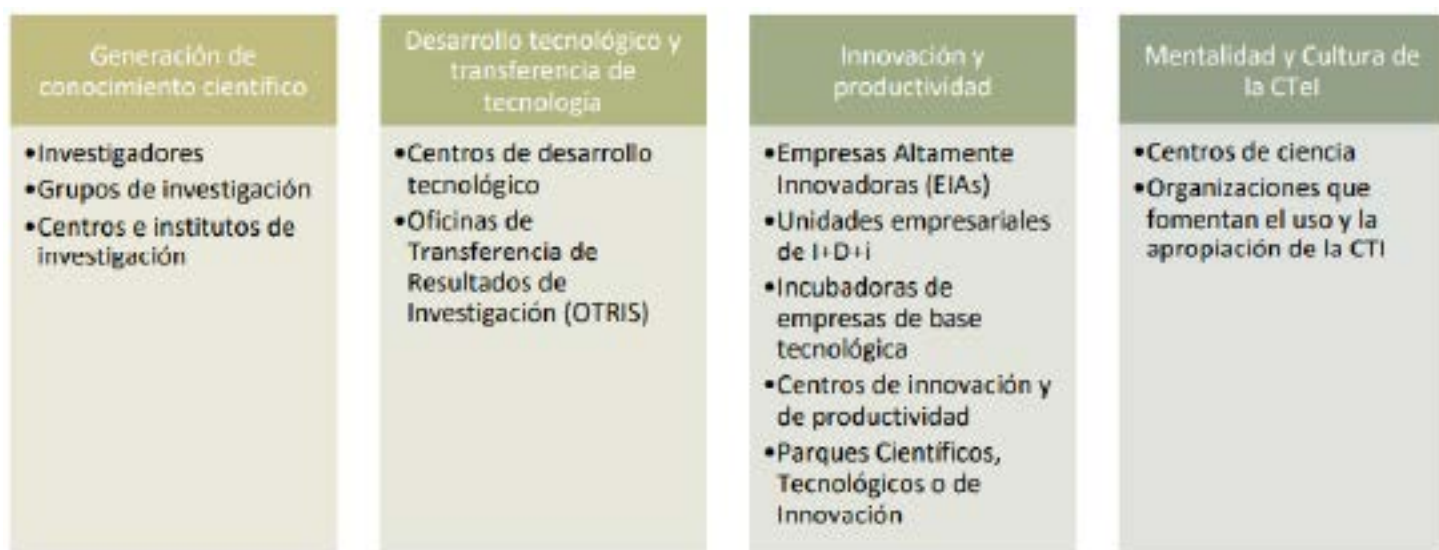 Generación de
conocimiento científico
•Investigadores
•Grupos de investigación
•Centros e institutos de
investigación
Desarrollo tecnológico y
transferencia de
tecnología
•Centros de desarrollo
tecnológico
•Oficinas de
Transferencia de
Resultados de
Investigación (OTRIS)
Innovación y
productividad
•Empresas Altamente
Innovadoras (EIAs)
•Unidades empresariales
de I+D+i
•Incubadoras de
empresas de base
tecnológica
•Centros de innovación y
de productividad
•Parques Científicos,
Tecnológicos o de
Innovación
Mentalidad y Cultura de
la CTeI
•Centros de ciencia
•Organizaciones que
fomentan el uso y la
apropiación de la CTI